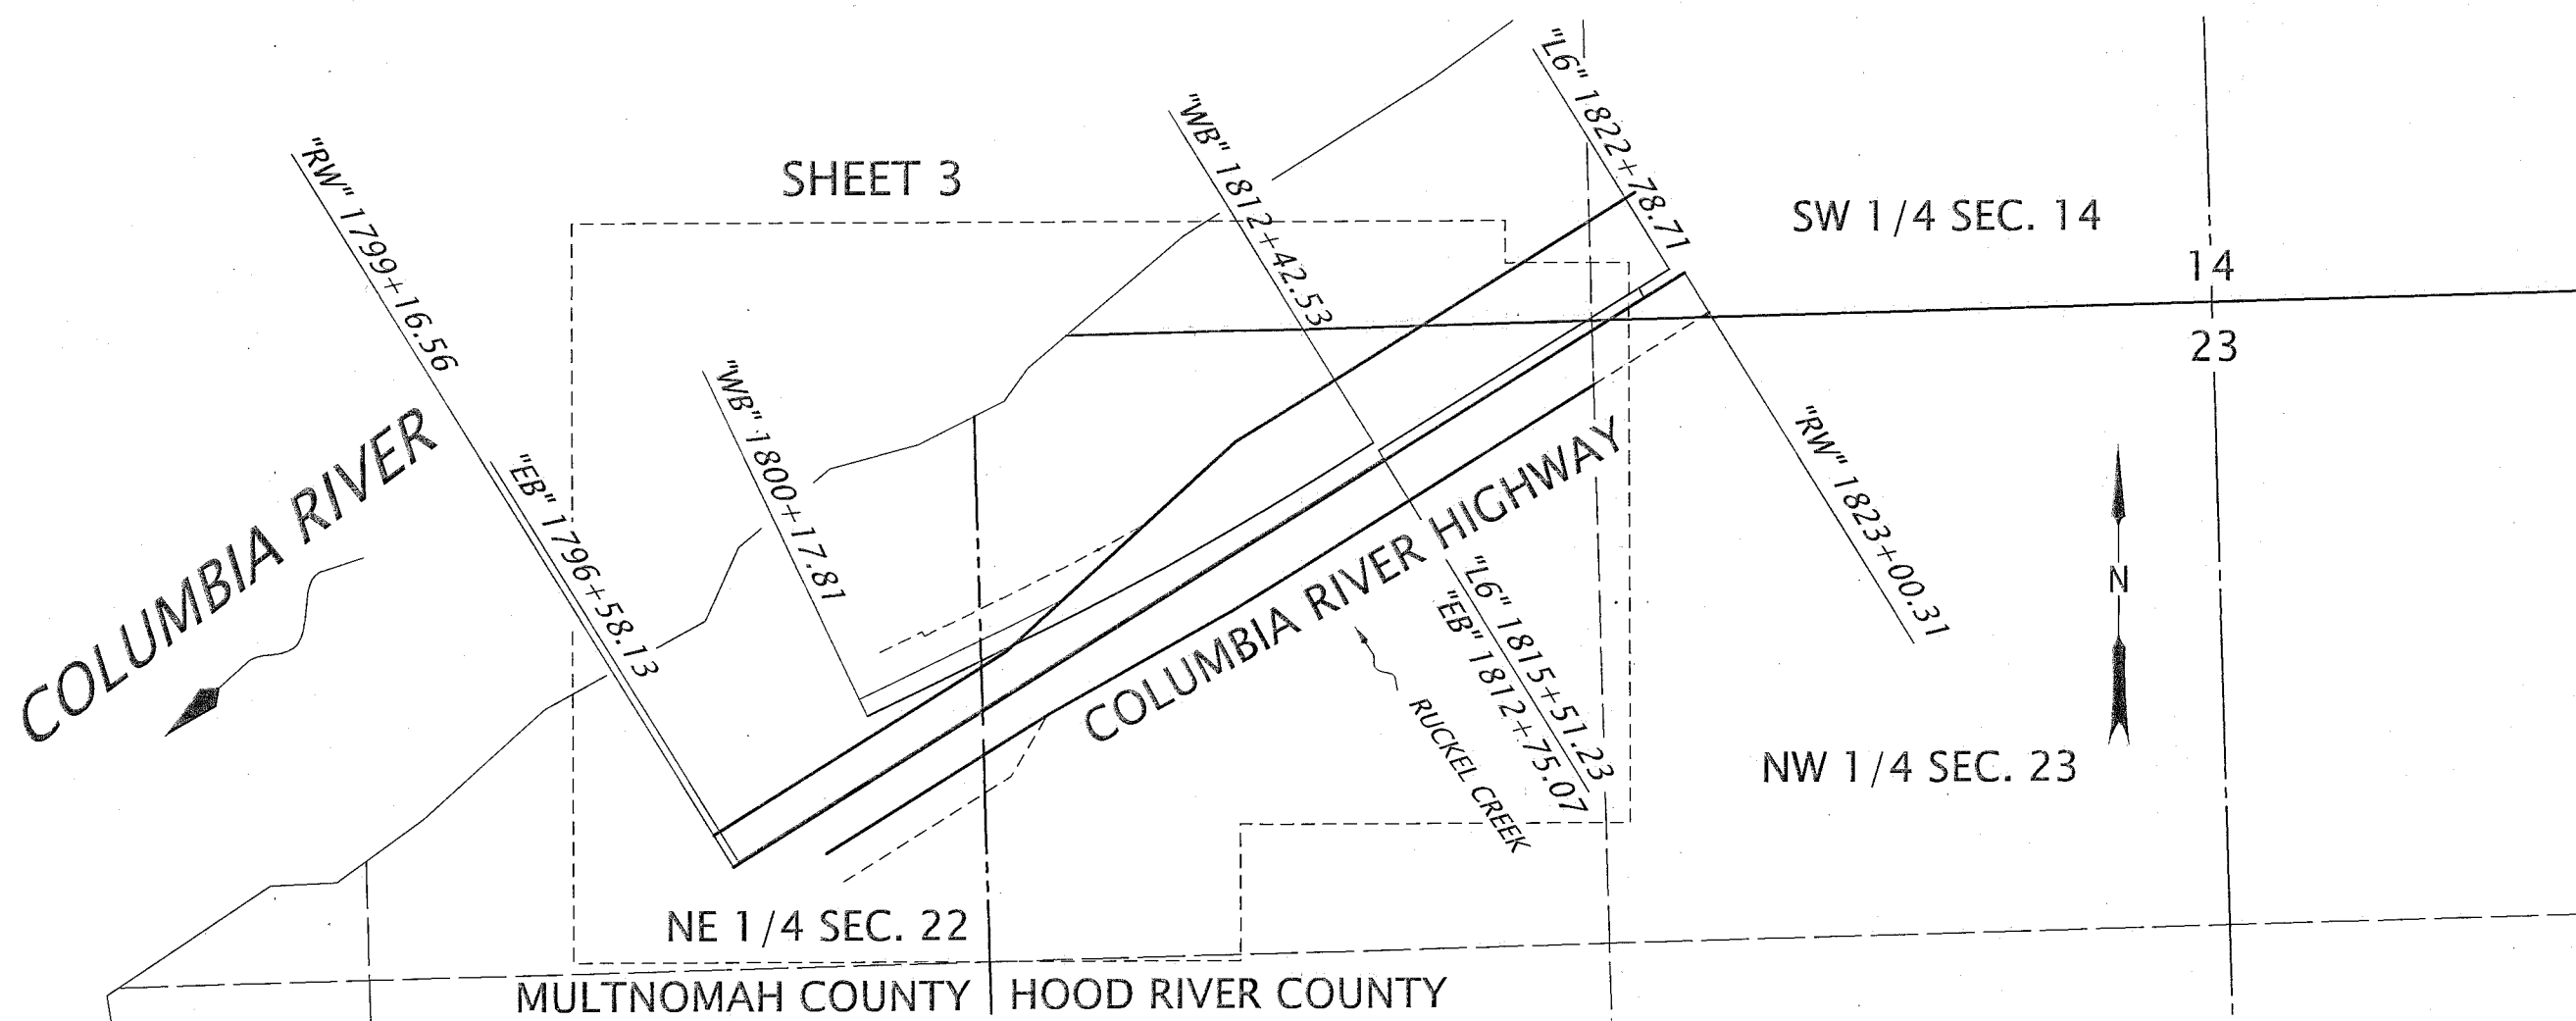 "L6" 1822+78.71
"WB" 1812+42.53
"RW" 1799+16.56
SHEET 3
SW 1/4 SEC. 14
14
23
"WB" 1800+17.81
COLUMBIA RIVER
"EB" 1796+58.13
"RW" 1823+00.31
COLUMBIA RIVER HIGHWAY
N
"L6" 1815+51.23
"EB" 1812+75.07
RUCKEL CREEK
NW 1/4 SEC. 23
NE 1/4 SEC. 22
MULTNOMAH COUNTY
HOOD RIVER COUNTY